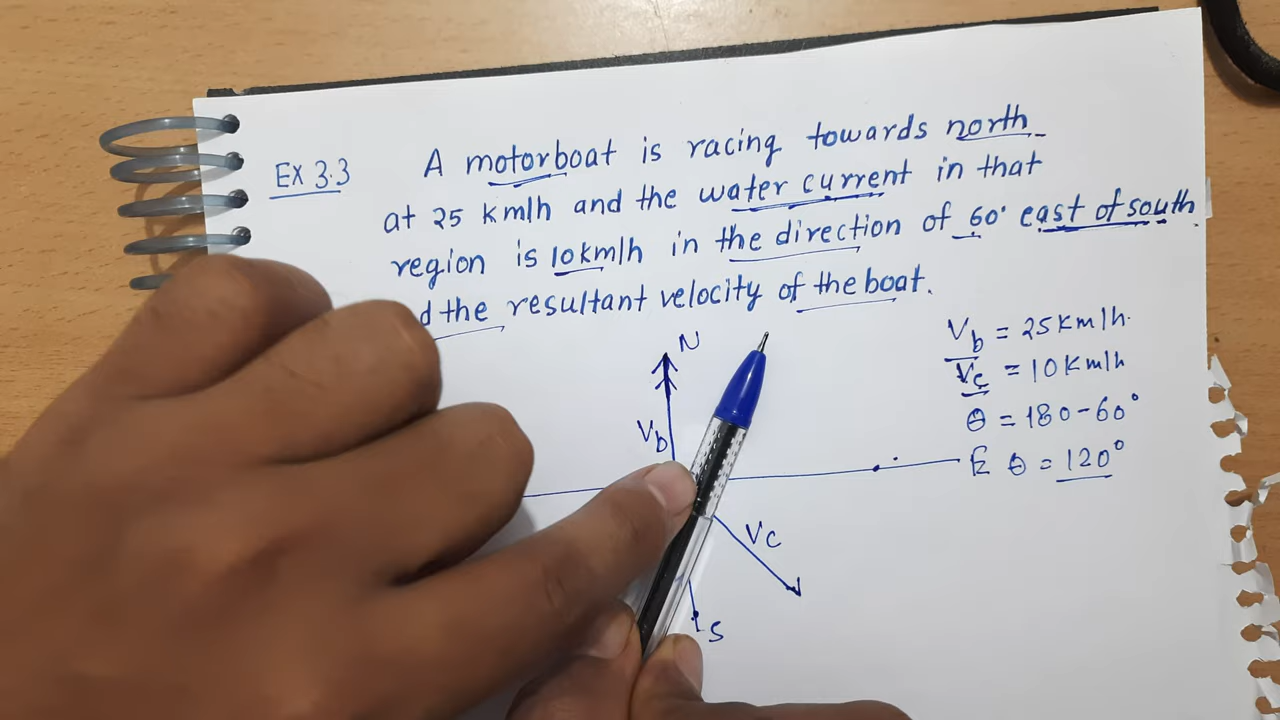 EX 3.3 A motorboat is racing towards north
at 25 km/h and the water current in that
region is 10km/h in the direction of 60° east of south.
d the resultant velocity of the boat.
N
Vb = 25 km/h.
Vc = 10 km/h
θ = 180-60°
Vb
E θ = 120°
Vc
S